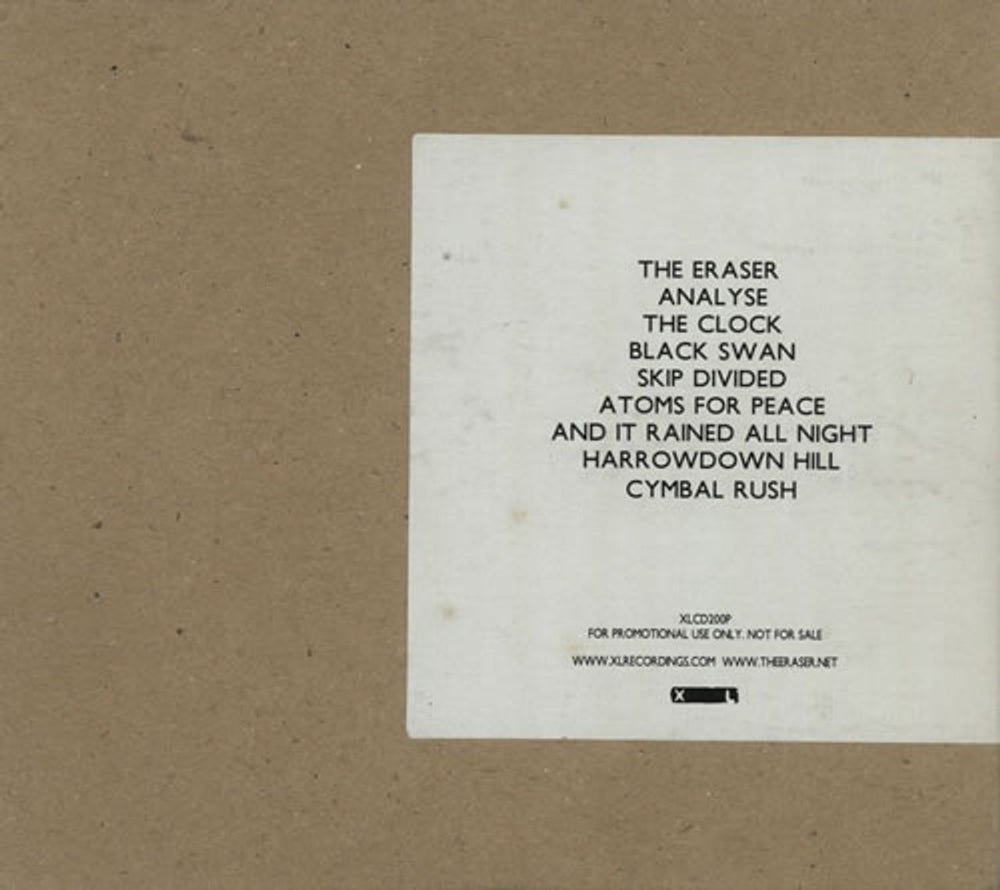 THE ERASER
ANALYSE
THE CLOCK
BLACK SWAN
SKIP DIVIDED
ATOMS FOR PEACE
AND IT RAINED ALL NIGHT
HARROWDOWN HILL
CYMBAL RUSH
XLCD200P
FOR PROMOTIONAL USE ONLY. NOT FOR SALE
WWW.XLRECORDINGS.COM WWW.THEERASER.NET
X L